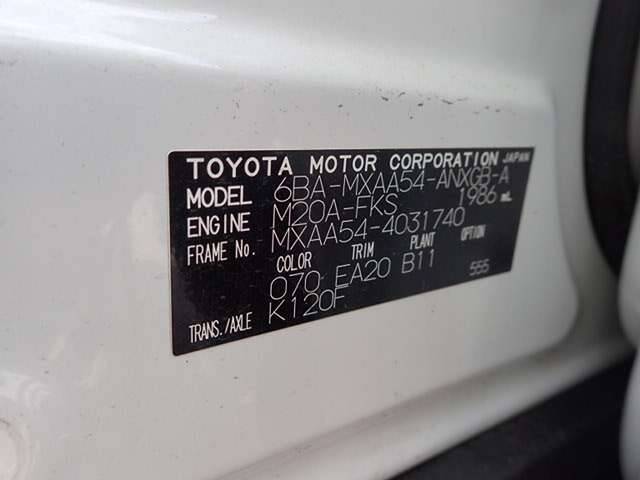 TOYOTA MOTOR CORPORATION JAPAN
MODEL 6BA-MXAA54-ANXGB-A
ENGINE M20A-FKS 1986 mL
FRAME No. MXAA54-4031740
COLOR TRIM PLANT OPTION
070 EA20 B11 555
TRANS./AXLE K120F